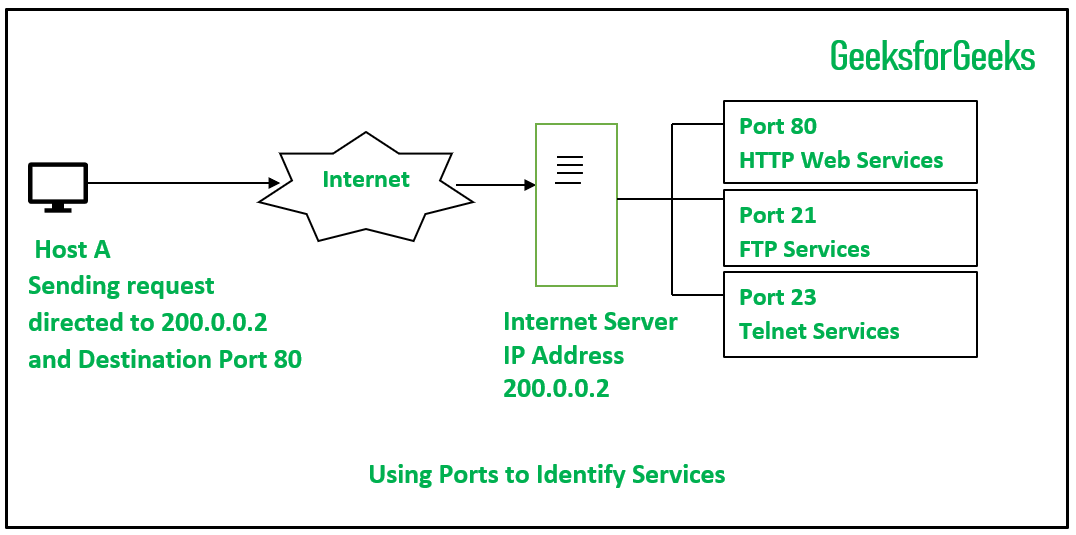 GeeksforGeeks
Port 80
HTTP Web Services
Internet
Port 21
FTP Services
Host A
Sending request
directed to 200.0.0.2
and Destination Port 80
Port 23
Telnet Services
Internet Server
IP Address
200.0.0.2
Using Ports to Identify Services